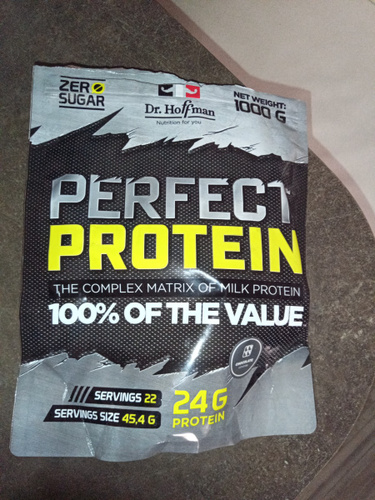 ZERO
SUGAR
Dr. Hoffman
Nutrition for you
NET WEIGHT:
1000 G
PERFECT
PROTEIN
THE COMPLEX MATRIX OF MILK PROTEIN
100% OF THE VALUE
CHOCOLATE
SERVINGS 22
SERVINGS SIZE 45,4 G
24 G
PROTEIN